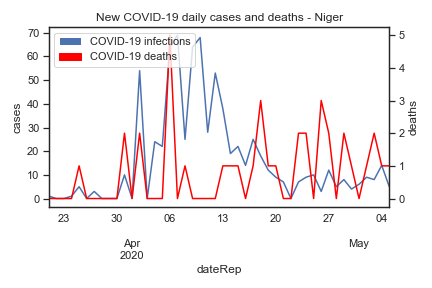 New COVID-19 daily cases and deaths - Niger
COVID-19 infections
COVID-19 deaths
70
60
50
40
30
20
10
0
cases
5
4
3
2
1
0
deaths
23 30 06 13 20 27 04
Apr May
2020
dateRep